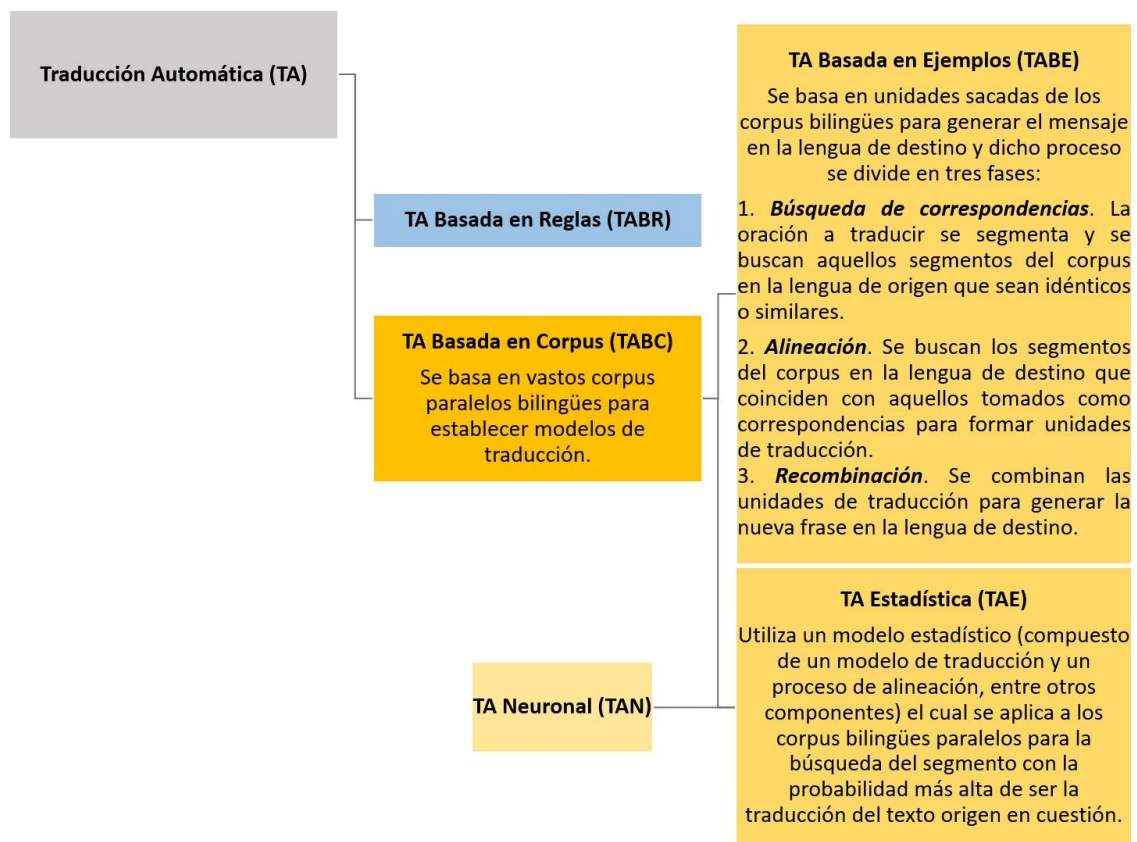 Traducción Automática (TA)
TA Basada en Reglas (TABR)
TA Basada en Corpus (TABC)
Se basa en vastos corpus
paralelos bilingües para
establecer modelos de
traducción.
TA Basada en Ejemplos (TABE)
Se basa en unidades sacadas de los
corpus bilingües para generar el mensaje
en la lengua de destino y dicho proceso
se divide en tres fases:
1. Búsqueda de correspondencias. La
oración a traducir se segmenta y se
buscan aquellos segmentos del corpus
en la lengua de origen que sean idénticos
o similares.
2. Alineación. Se buscan los segmentos
del corpus en la lengua de destino que
coinciden con aquellos tomados como
correspondencias para formar unidades
de traducción.
3. Recombinación. Se combinan las
unidades de traducción para generar la
nueva frase en la lengua de destino.
TA Neuronal (TAN)
TA Estadística (TAE)
Utiliza un modelo estadístico (compuesto
de un modelo de traducción y un
proceso de alineación, entre otros
componentes) el cual se aplica a los
corpus bilingües paralelos para la
búsqueda del segmento con la
probabilidad más alta de ser la
traducción del texto origen en cuestión.